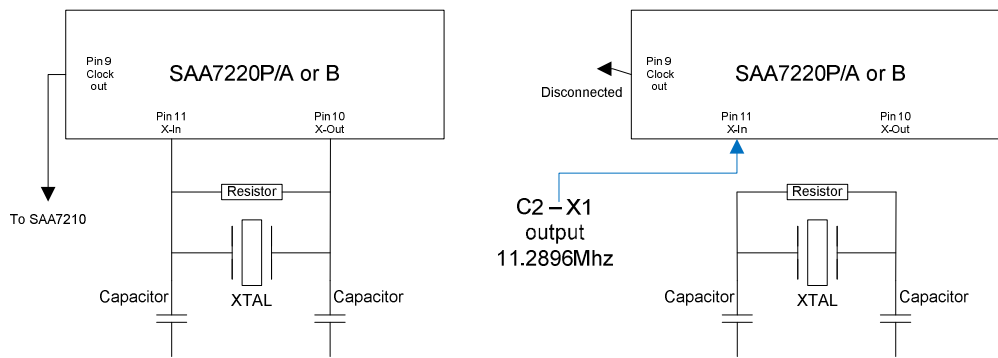 Pin 9
Clock
out
SAA7220P/A or B
Pin 11
X-In
Pin 10
X-Out
To SAA7210
Resistor
Capacitor
XTAL
Capacitor
Pin 9
Clock
out
SAA7220P/A or B
Disconnected
Pin 11
X-In
Pin 10
X-Out
C2 – X1
output
11.2896Mhz
Resistor
Capacitor
XTAL
Capacitor